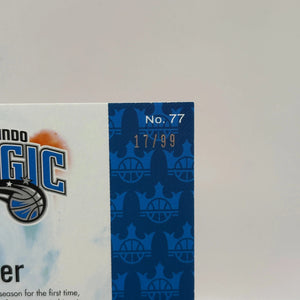 No. 77
17/99
NDO
GIC
er
season for the first time,